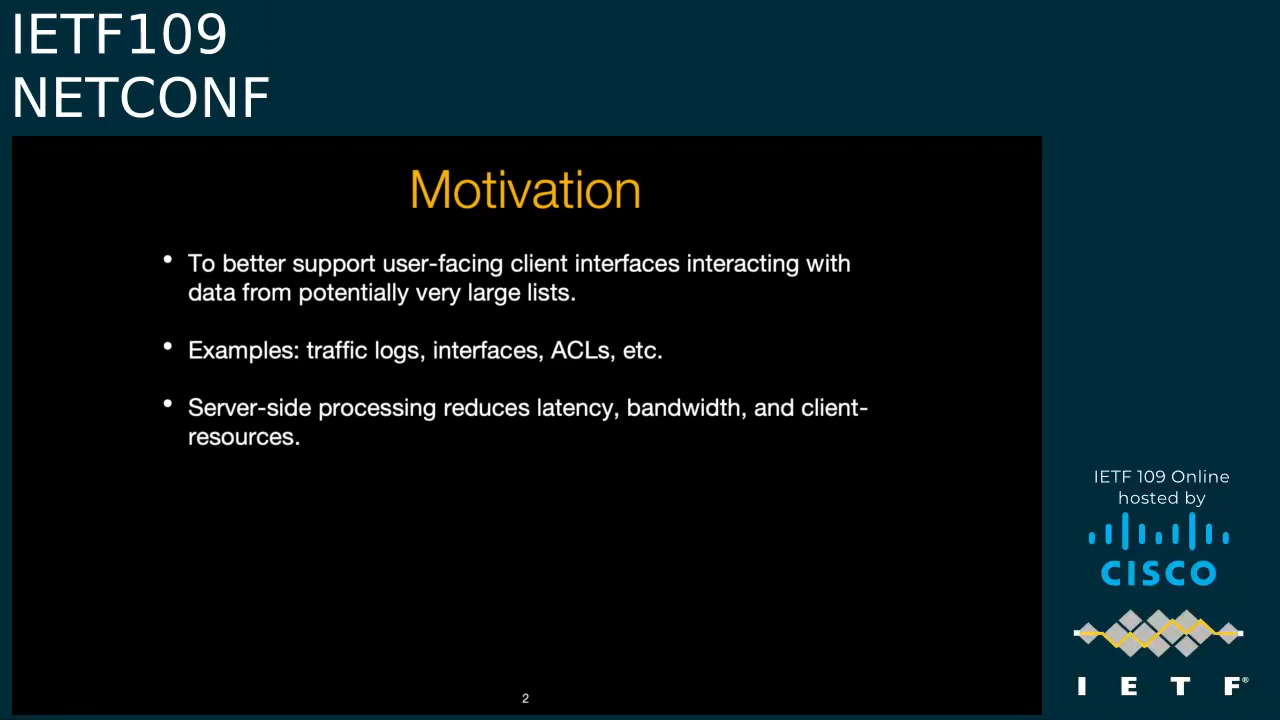 IETF109
NETCONF
Motivation
• To better support user-facing client interfaces interacting with
data from potentially very large lists.
• Examples: traffic logs, interfaces, ACLs, etc.
• Server-side processing reduces latency, bandwidth, and client-
resources.
2
IETF 109 Online
hosted by
CISCO
I E T F®